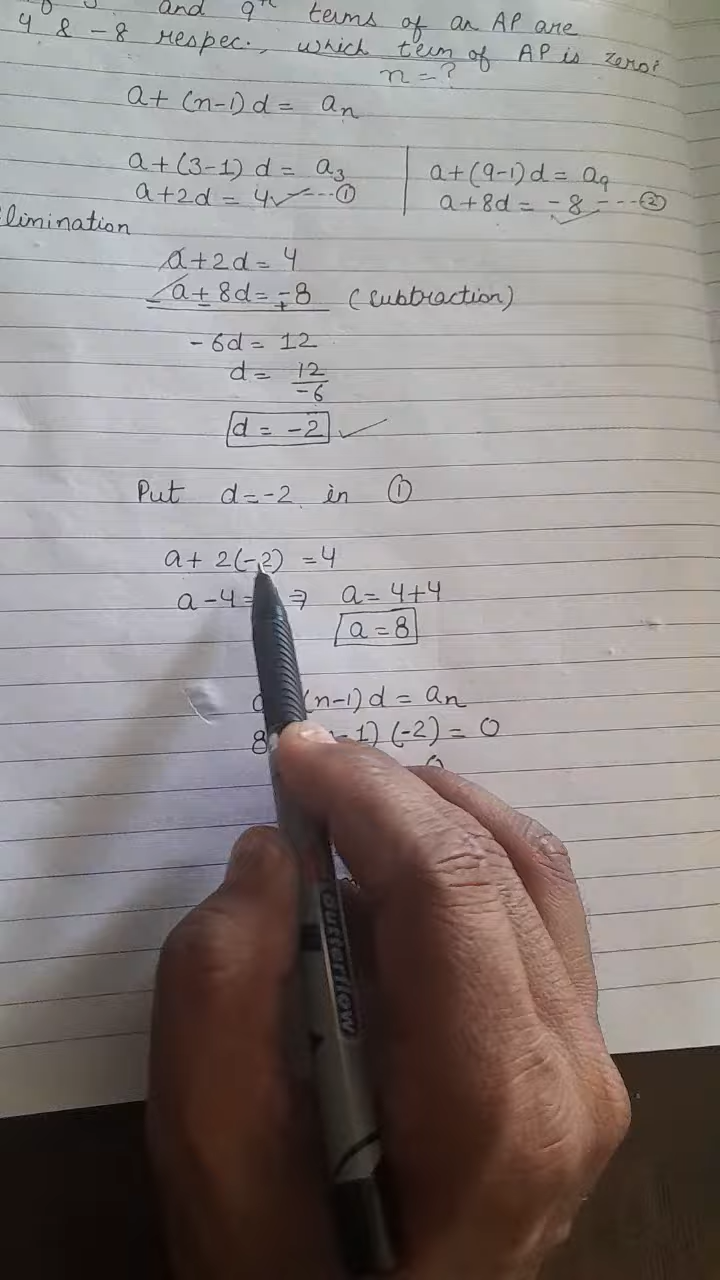 and 9th terms of an AP are
4 & -8 respec., which term of AP is zero?
n = ?
a + (n-1) d = an
a + (3-1) d = a3
a + 2d = 4 --- ①
a + (9-1) d = a9
a + 8d = -8 --- ②
limination
a + 2d = 4
a + 8d = -8 (subtraction)
- + 
-6d = 12
d = 12/-6
d = -2
Put d = -2 in ①
a + 2(-2) = 4
a - 4 = ⇒ a = 4+4
a = 8
(n-1) d = an
8 -1) (-2) = 0
Butterflow